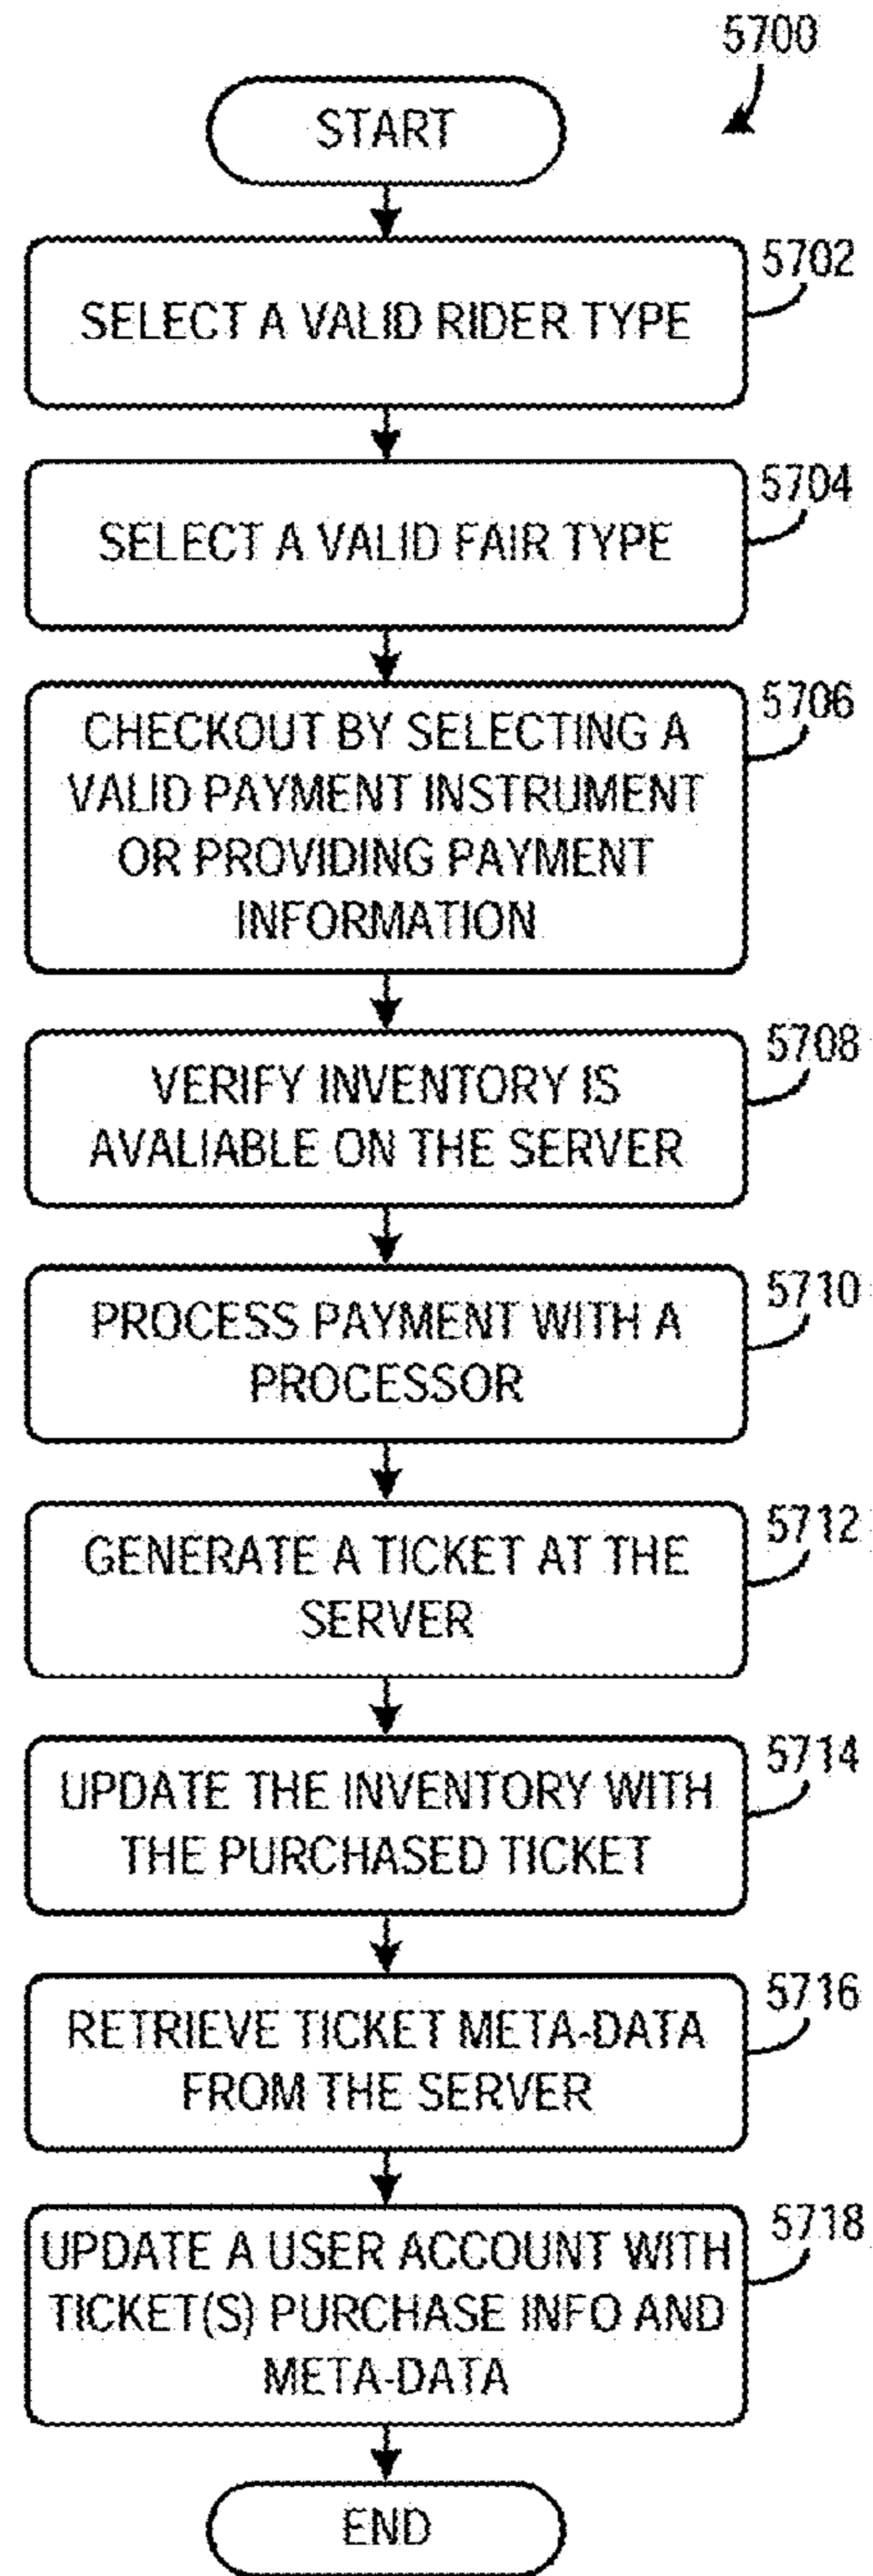 5700
START
5702
SELECT A VALID RIDER TYPE
5704
SELECT A VALID FAIR TYPE
5706
CHECKOUT BY SELECTING A
VALID PAYMENT INSTRUMENT
OR PROVIDING PAYMENT
INFORMATION
5708
VERIFY INVENTORY IS
AVALIABLE ON THE SERVER
5710
PROCESS PAYMENT WITH A
PROCESSOR
5712
GENERATE A TICKET AT THE
SERVER
5714
UPDATE THE INVENTORY WITH
THE PURCHASED TICKET
5716
RETRIEVE TICKET META-DATA
FROM THE SERVER
5718
UPDATE A USER ACCOUNT WITH
TICKET(S) PURCHASE INFO AND
META-DATA
END